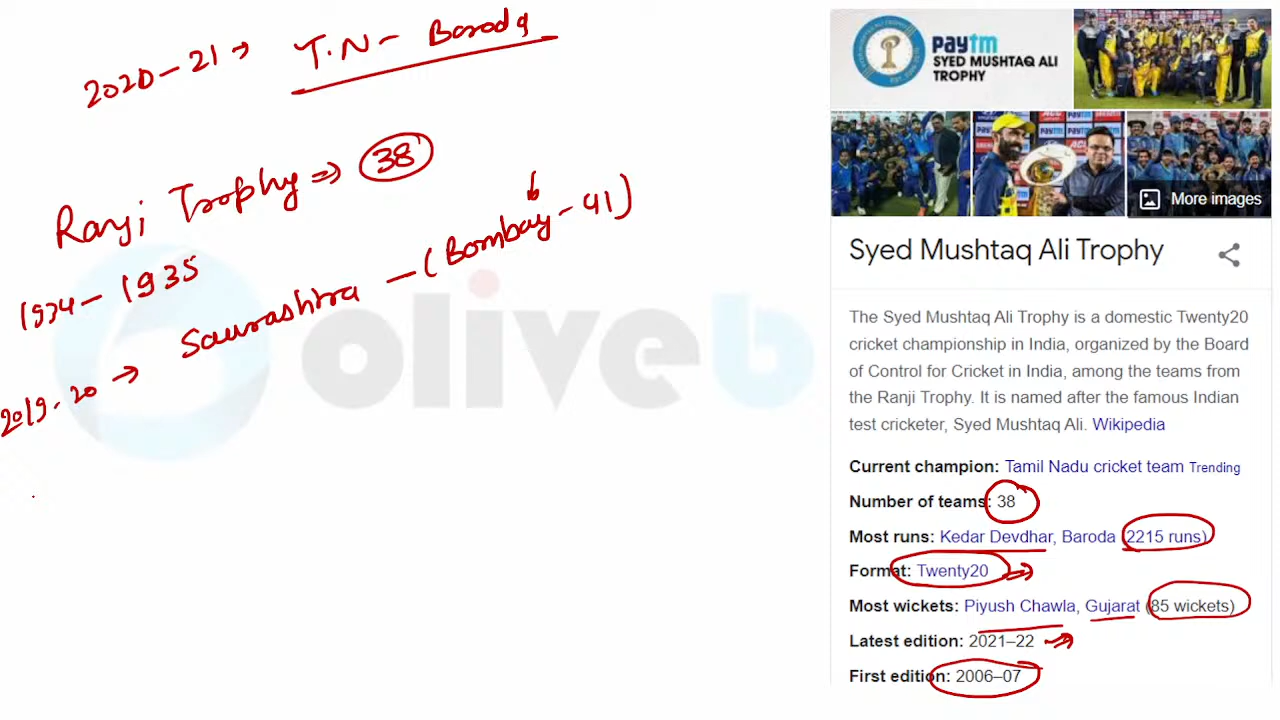 2020-21 → T.N - Baroda
Ranji Trophy ⇒ 38
1934 - 1935
2019-20 → Saurashtra - (Bombay - 41)
oliveb
paytm
SYED MUSHTAQ ALI
TROPHY
More images
Syed Mushtaq Ali Trophy
The Syed Mushtaq Ali Trophy is a domestic Twenty20
cricket championship in India, organized by the Board
of Control for Cricket in India, among the teams from
the Ranji Trophy. It is named after the famous Indian
test cricketer, Syed Mushtaq Ali. Wikipedia
Current champion: Tamil Nadu cricket team Trending
Number of teams: 38
Most runs: Kedar Devdhar, Baroda (2215 runs)
Format: Twenty20
Most wickets: Piyush Chawla, Gujarat (85 wickets)
Latest edition: 2021–22
First edition: 2006–07